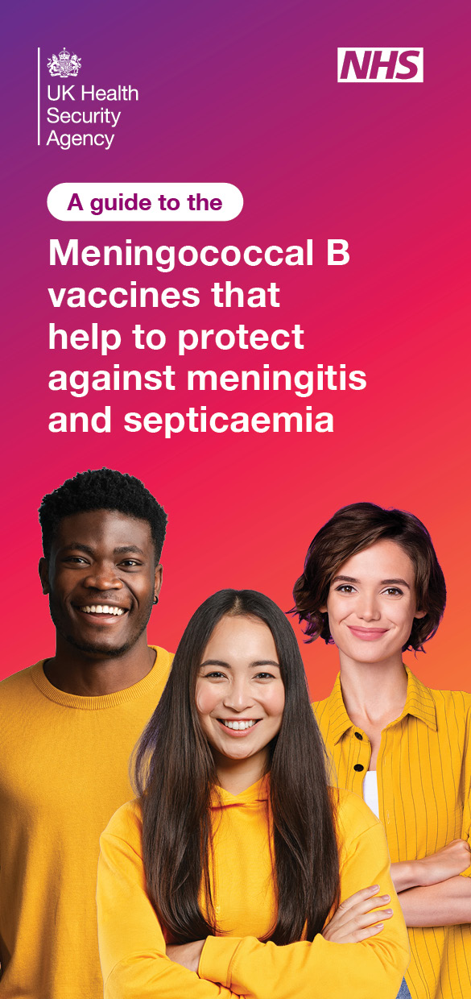 UK Health
Security
Agency
NHS
A guide to the
Meningococcal B
vaccines that
help to protect
against meningitis
and septicaemia